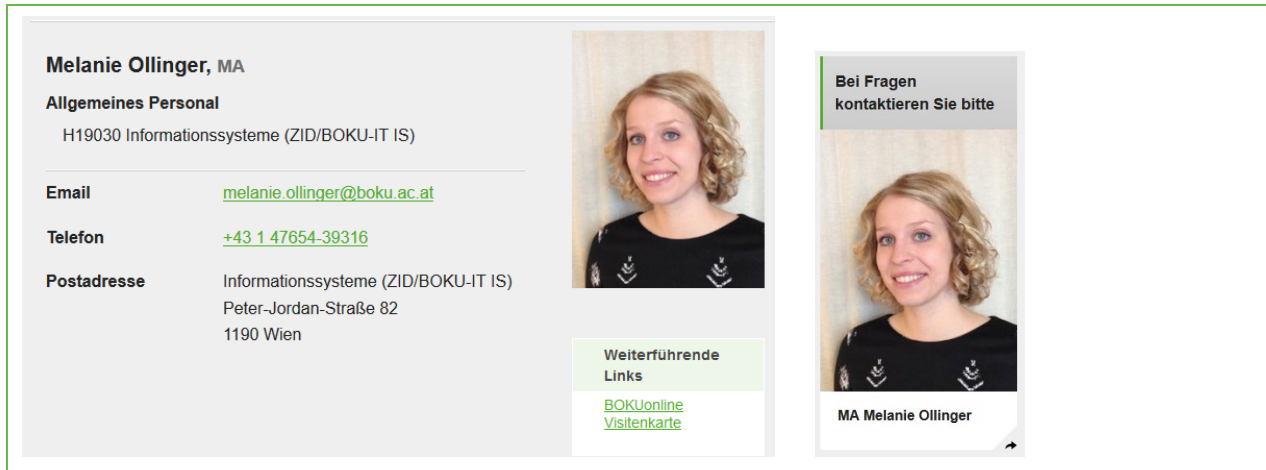 Melanie Ollinger, MA
Allgemeines Personal
H19030 Informationssysteme (ZID/BOKU-IT IS)
Email melanie.ollinger@boku.ac.at
Telefon +43 1 47654-39316
Postadresse Informationssysteme (ZID/BOKU-IT IS)
Peter-Jordan-Straße 82
1190 Wien
Weiterführende
Links
BOKUonline
Visitenkarte
Bei Fragen
kontaktieren Sie bitte
MA Melanie Ollinger